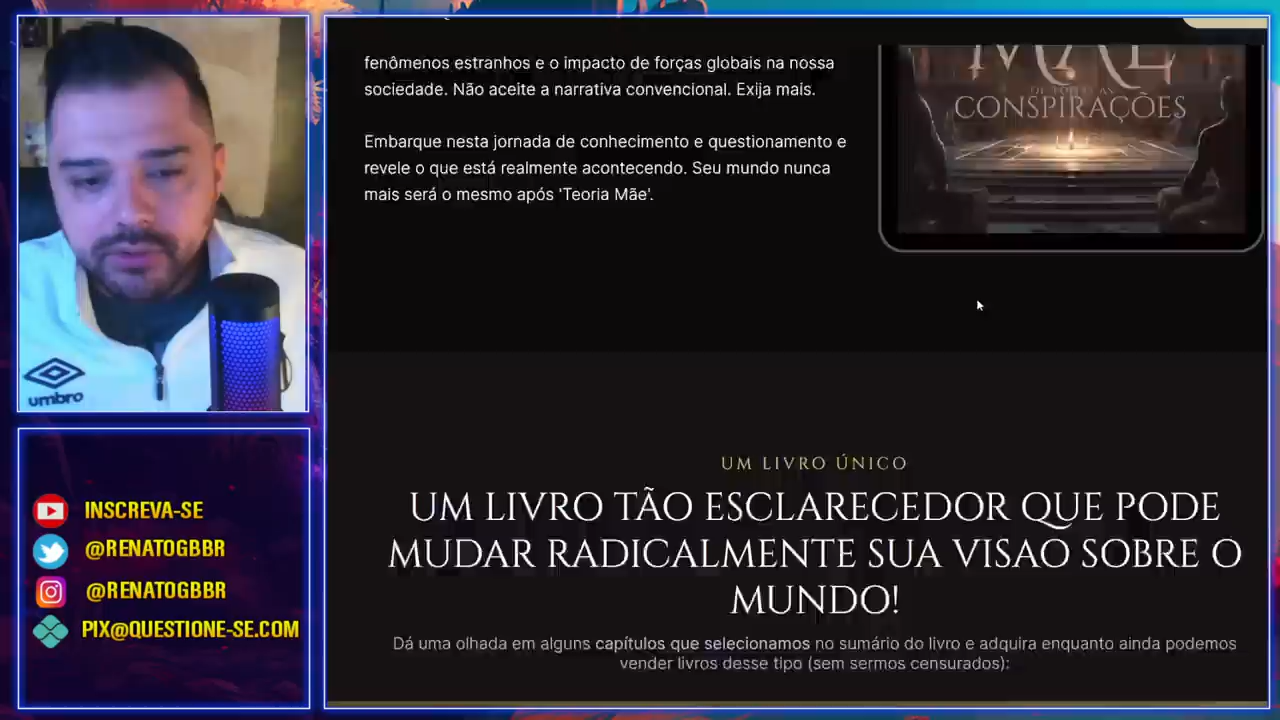 umbro
INSCREVA-SE
@RENATOGBBR
@RENATOGBBR
PIX@QUESTIONE-SE.COM
fenômenos estranhos e o impacto de forças globais na nossa
sociedade. Não aceite a narrativa convencional. Exija mais.
Embarque nesta jornada de conhecimento e questionamento e
revele o que está realmente acontecendo. Seu mundo nunca
mais será o mesmo após 'Teoria Mãe'.
MÃE
DE TODAS AS
CONSPIRAÇÕES
UM LIVRO ÚNICO
UM LIVRO TÃO ESCLARECEDOR QUE PODE
MUDAR RADICALMENTE SUA VISAO SOBRE O
MUNDO!
Dá uma olhada em alguns capítulos que selecionamos no sumário do livro e adquira enquanto ainda podemos
vender livros desse tipo (sem sermos censurados):